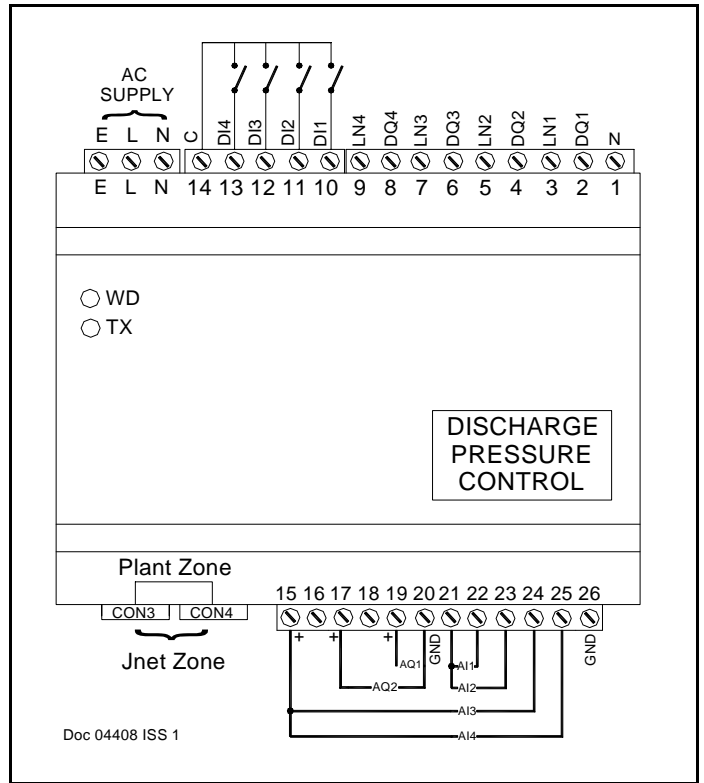 AC
SUPPLY
E L N C DI4 DI3 DI2 DI1 LN4 DQ4 LN3 DQ3 LN2 DQ2 LN1 DQ1 N
E L N 14 13 12 11 10 9 8 7 6 5 4 3 2 1
WD
TX
DISCHARGE
PRESSURE
CONTROL
Plant Zone
CON3 CON4
Jnet Zone
15 16 17 18 19 20 21 22 23 24 25 26
+ + + GND GND
AQ1 AI1
AQ2 AI2
AI3
AI4
Doc 04408 ISS 1